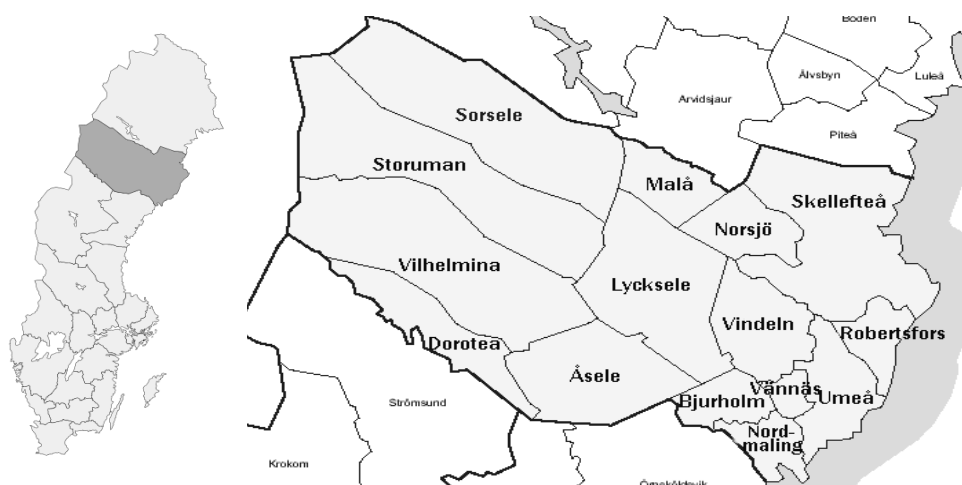 Boden
Älvsbyn
Luleå
Arvidsjaur
Piteå
Sorsele
Storuman
Malå
Skellefteå
Norsjö
Vilhelmina
Lycksele
Vindeln
Robertsfors
Dorotea
Åsele
Vännäs
Bjurholm
Umeå
Strömsund
Nord-
maling
Krokom
Örnsköldsvik